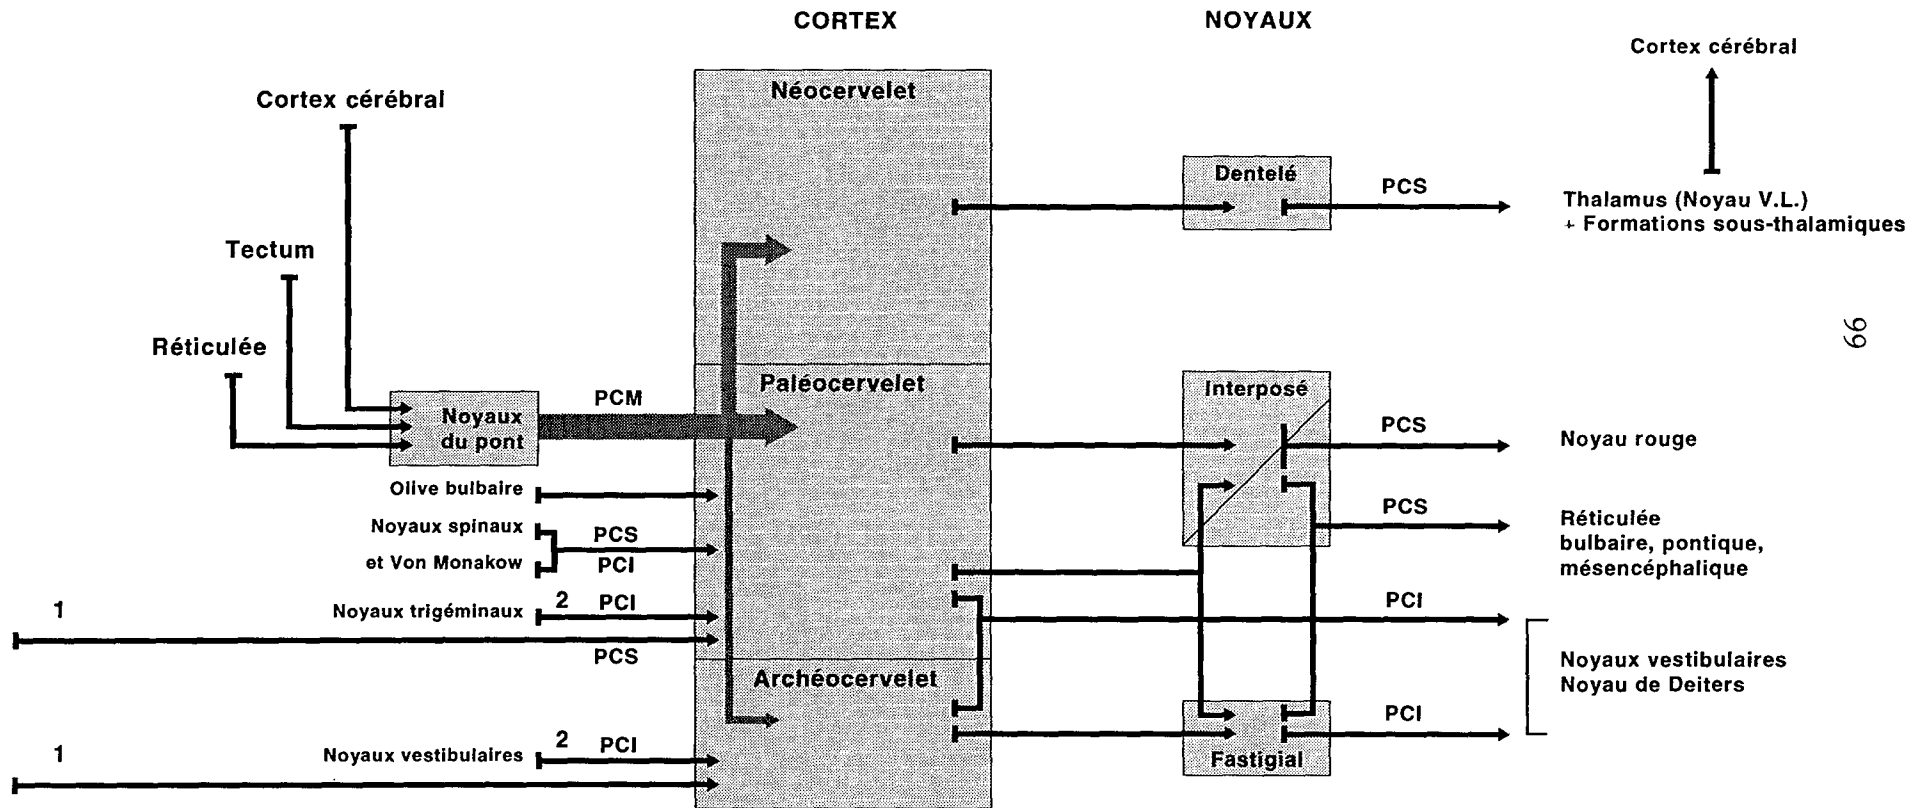 CORTEX
NOYAUX
Cortex cérébral
Néocervelet
Cortex cérébral
Dentelé
PCS
Thalamus (Noyau V.L.)
+ Formations sous-thalamiques
Tectum
99
Réticulée
Paléocervelet
Interposé
PCM
Noyaux
du pont
PCS
Noyau rouge
Olive bulbaire
Noyaux spinaux
et Von Monakow
PCS
PCI
PCS
Réticulée
bulbaire, pontique,
mésencéphalique
1
Noyaux trigéminaux
2
PCI
PCS
PCI
Archéocervelet
Noyaux vestibulaires
Noyau de Deiters
PCI
1
Noyaux vestibulaires
2
PCI
Fastigial